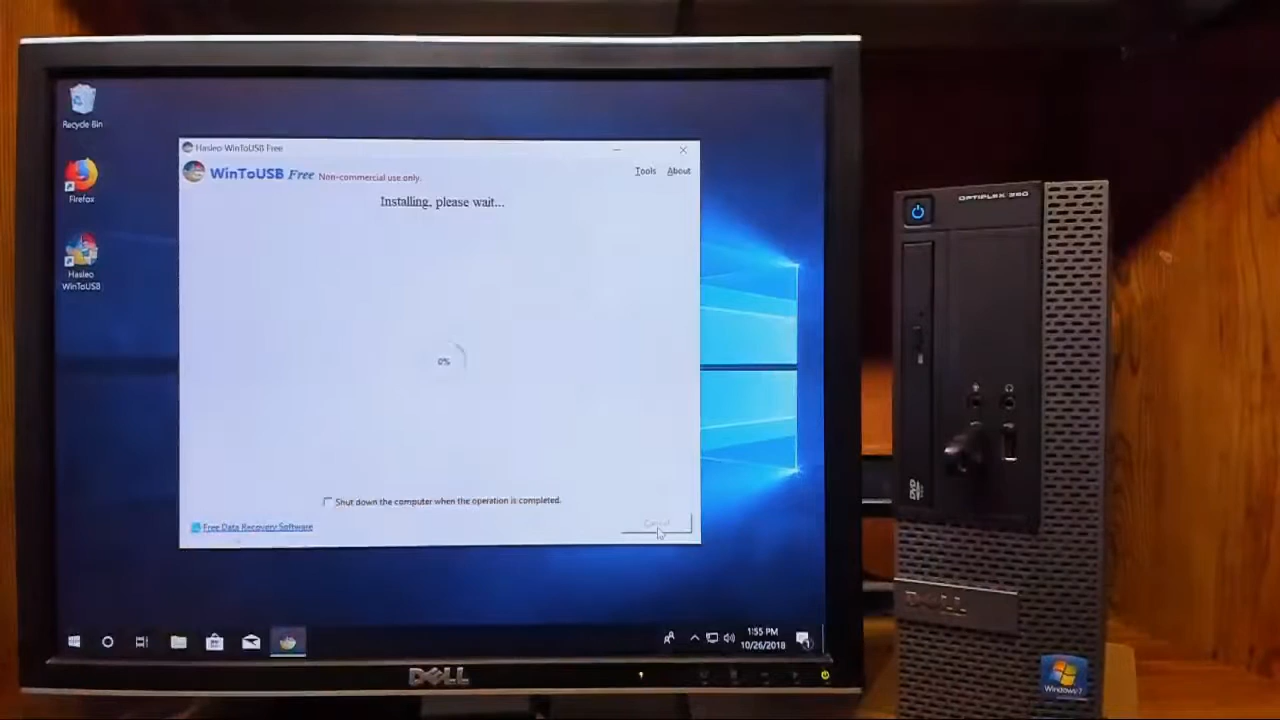 Recycle Bin
Firefox
Hasleo
WinToUSB
Hasleo WinToUSB Free
WinToUSB Free Non-commercial use only.
Tools About
Installing, please wait...
0%
Shut down the computer when the operation is completed.
Free Data Recovery Software
Cancel
1:55 PM
10/26/2018
DELL
OPTIPLEX 390
DVD
DELL
Windows 7